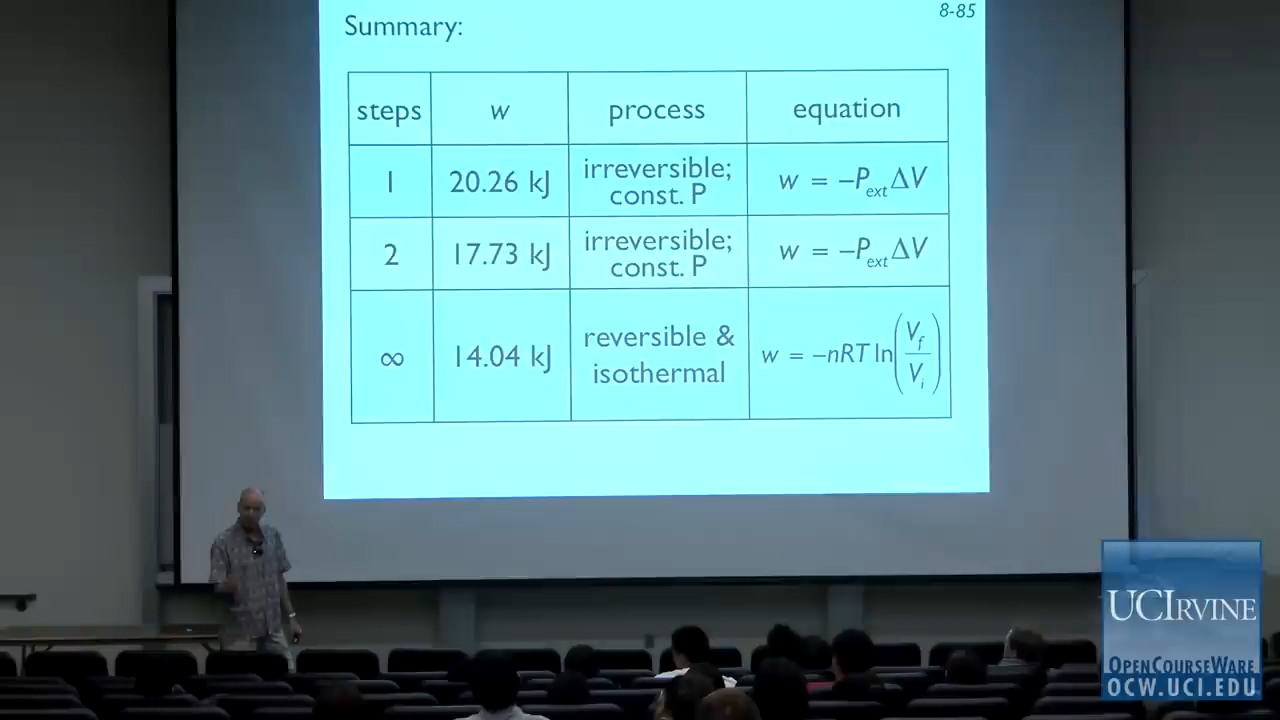 8-85
Summary:
steps w process equation
1 20.26 kJ irreversible; const. P w = −P_ext ΔV
2 17.73 kJ irreversible; const. P w = −P_ext ΔV
∞ 14.04 kJ reversible & isothermal w = −nRT ln(V_f/V_i)
UCIRVINE
OPENCOURSEWARE
OCW.UCI.EDU